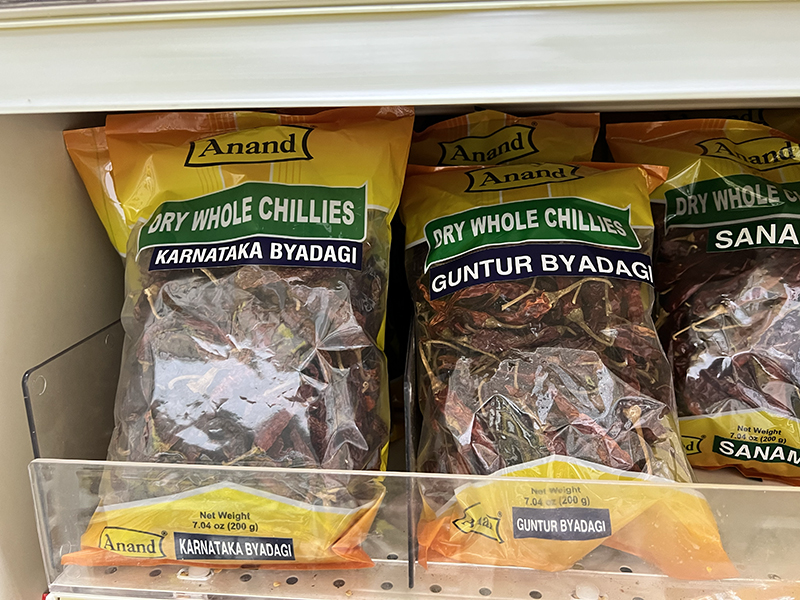 Anand
DRY WHOLE CHILLIES
KARNATAKA BYADAGI
Net Weight
7.04 oz (200 g)
Anand
KARNATAKA BYADAGI
Anand
Anand
DRY WHOLE CHILLIES
GUNTUR BYADAGI
Net Weight
7.04 oz (200 g)
Anand
GUNTUR BYADAGI
Anand
DRY WHOLE C
SANAM
Net Weight
7.04 oz (200 g)
SANAM